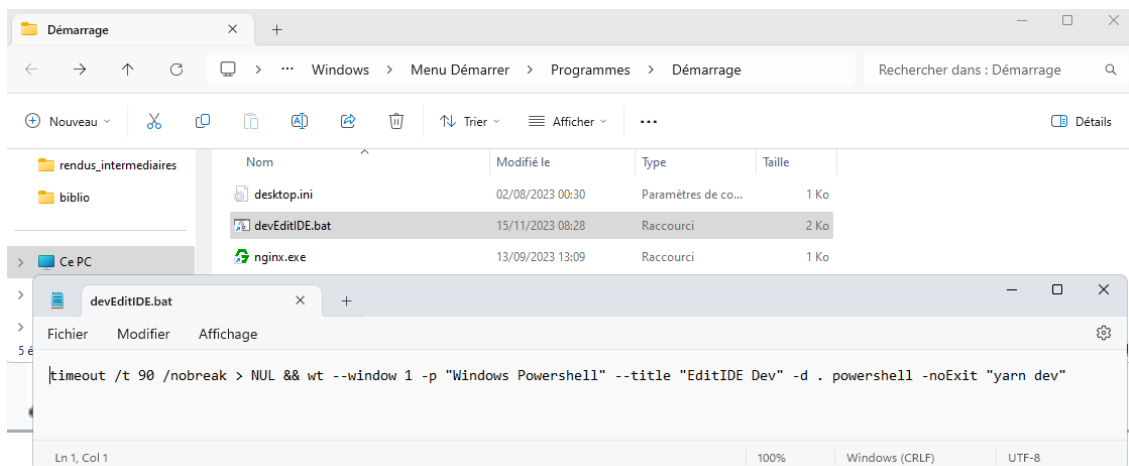 Démarrage
Windows > Menu Démarrer > Programmes > Démarrage Rechercher dans : Démarrage
Nouveau Trier Afficher ... Détails
rendus_intermediaires Nom Modifié le Type Taille
biblio desktop.ini 02/08/2023 00:30 Paramètres de co... 1 Ko
devEditIDE.bat 15/11/2023 08:28 Raccourci 2 Ko
Ce PC nginx.exe 13/09/2023 13:09 Raccourci 1 Ko
devEditIDE.bat
Fichier Modifier Affichage
5 é
timeout /t 90 /nobreak > NUL && wt --window 1 -p "Windows Powershell" --title "EditIDE Dev" -d . powershell -noExit "yarn dev"
Ln 1, Col 1 100% Windows (CRLF) UTF-8